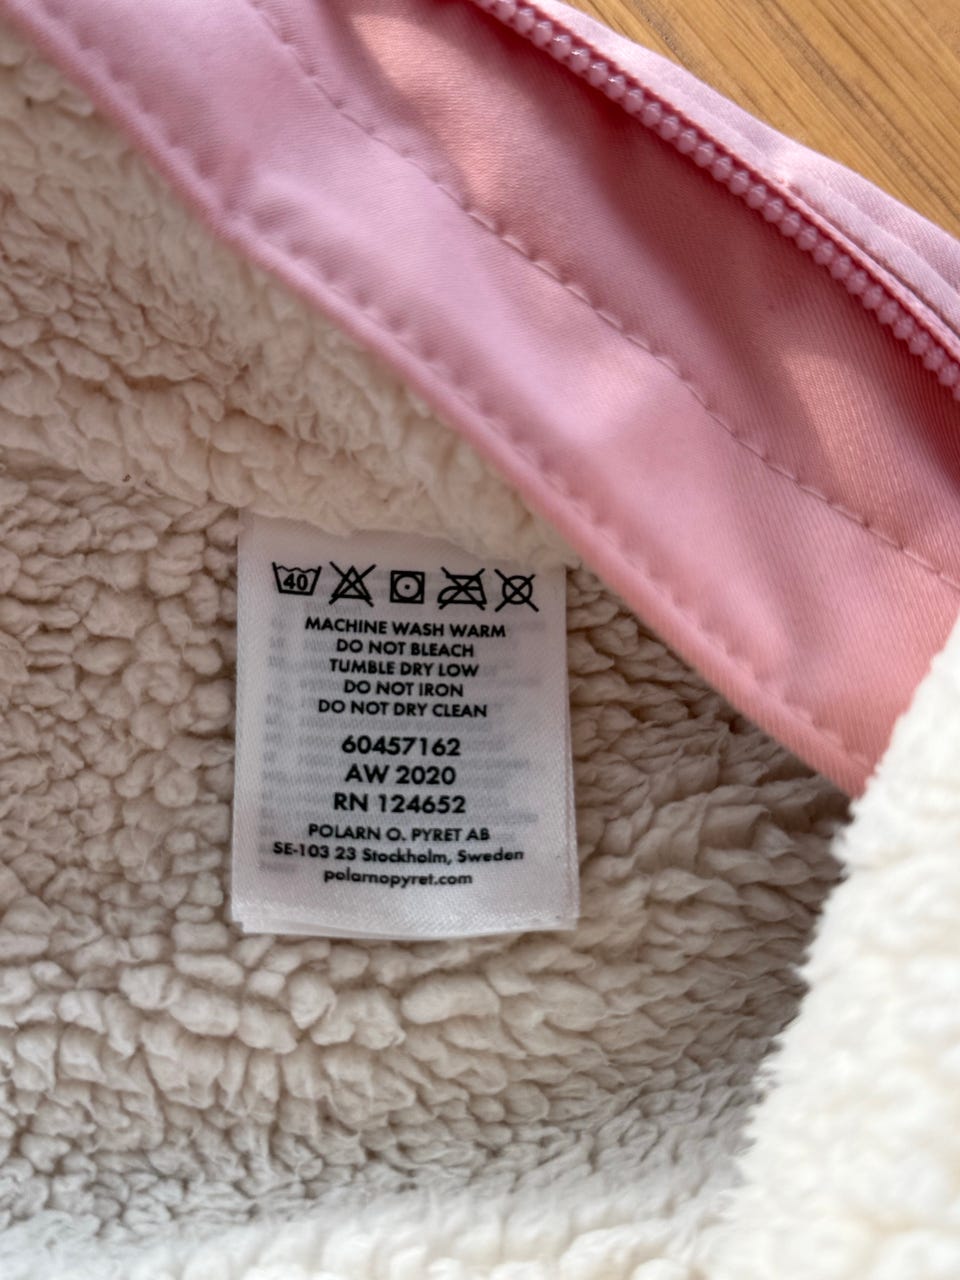 40
MACHINE WASH WARM
DO NOT BLEACH
TUMBLE DRY LOW
DO NOT IRON
DO NOT DRY CLEAN
60457162
AW 2020
RN 124652
POLARN O. PYRET AB
SE-103 23 Stockholm, Sweden
polarnopyret.com